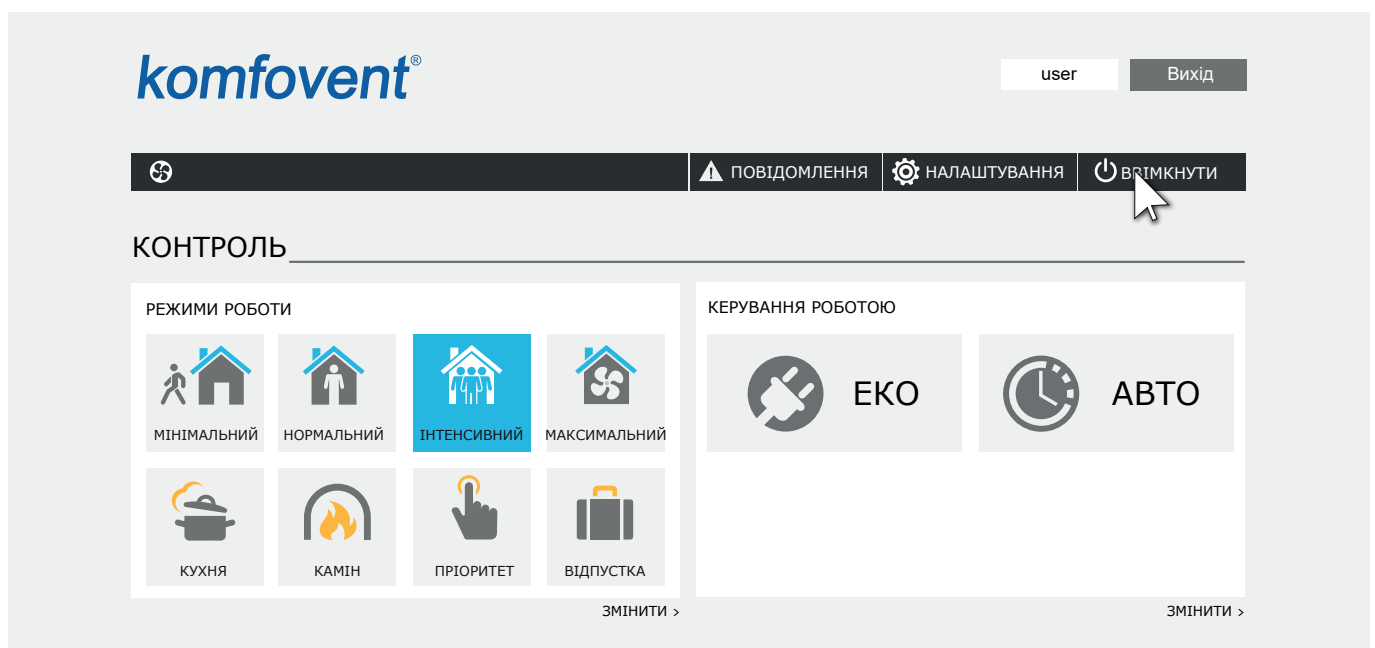 komfovent®
user
Вихід
ПОВІДОМЛЕННЯ
НАЛАШТУВАННЯ
ВВІМКНУТИ
КОНТРОЛЬ
РЕЖИМИ РОБОТИ
МІНІМАЛЬНИЙ
НОРМАЛЬНИЙ
ІНТЕНСИВНИЙ
МАКСИМАЛЬНИЙ
КУХНЯ
КАМІН
ПРІОРИТЕТ
ВІДПУСТКА
ЗМІНИТИ >
КЕРУВАННЯ РОБОТОЮ
ЕКО
АВТО
ЗМІНИТИ >